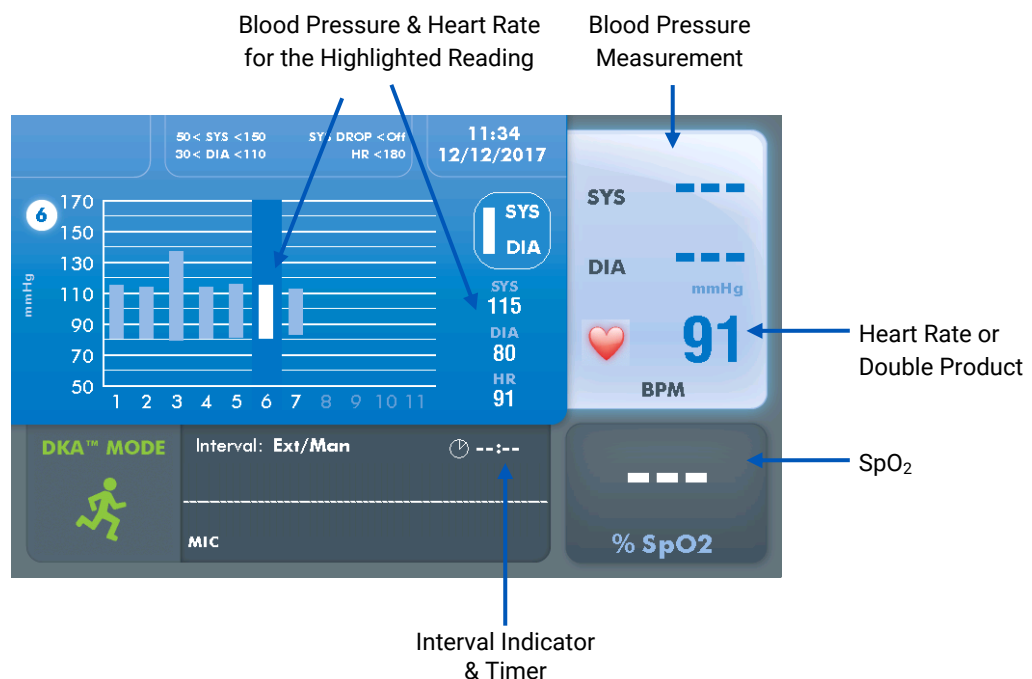 Blood Pressure & Heart Rate
for the Highlighted Reading
Blood Pressure
Measurement
50< SYS <150 SYS DROP <Off
30< DIA <110 HR <180
11:34
12/12/2017
6
mmHg
170
150
130
110
90
70
50
1 2 3 4 5 6 7 8 9 10 11
SYS
DIA
SYS
115
DIA
80
HR
91
SYS ---
DIA ---
mmHg
91
BPM
Heart Rate or
Double Product
DKA™ MODE
Interval: Ext/Man --:--
MIC
---
% SpO2
SpO₂
Interval Indicator
& Timer